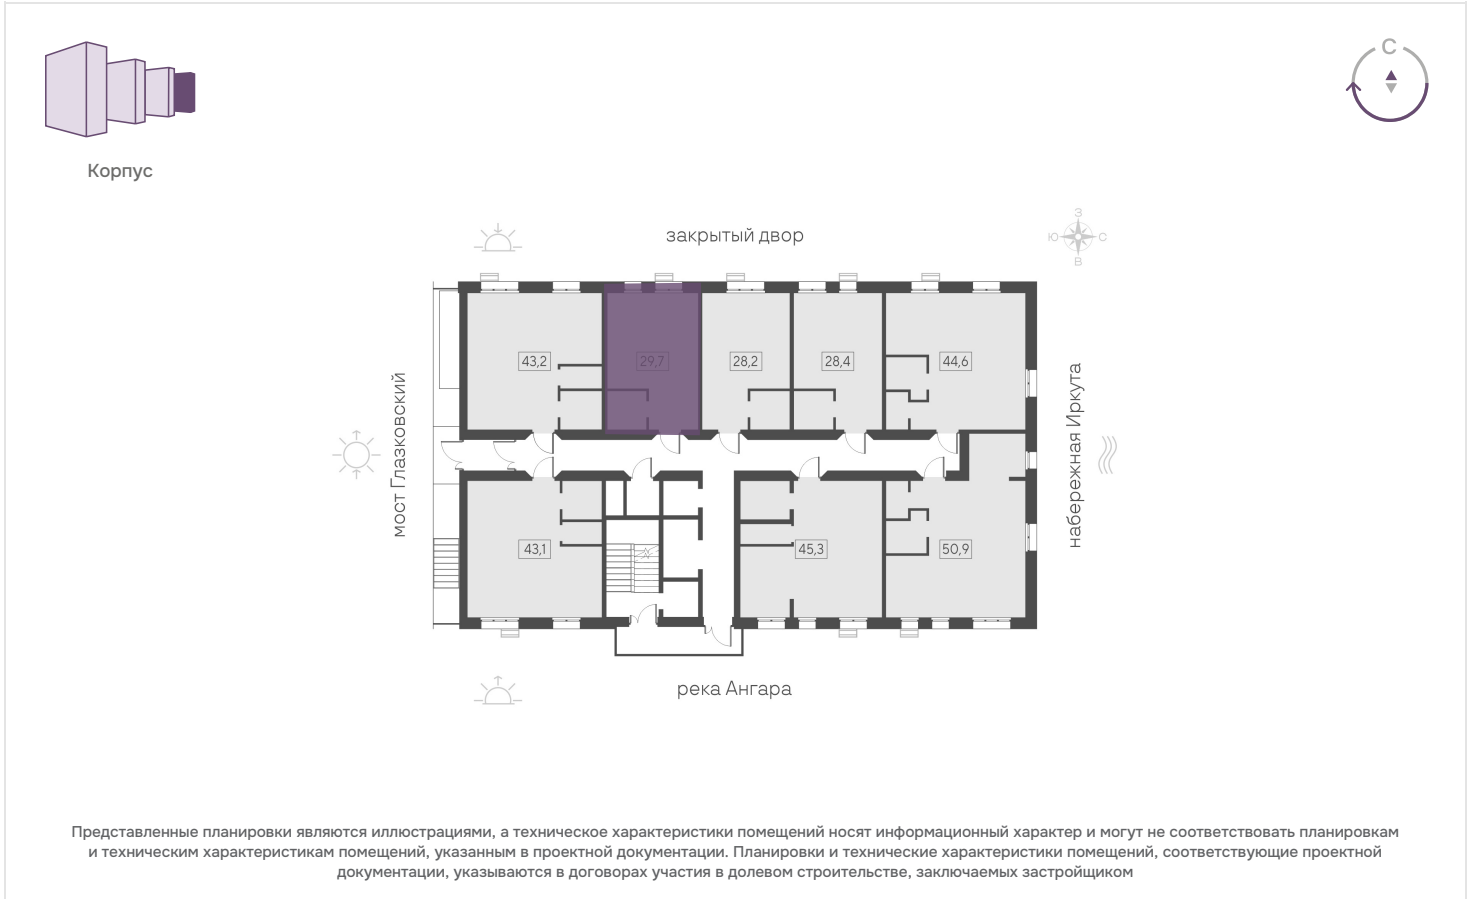 С
Корпус
закрытый двор
З
Ю
С
В
43,2
29,7
28,2
28,4
44,6
мост Глазковский
набережная Иркута
43,1
45,3
50,9
река Ангара
Представленные планировки являются иллюстрациями, а техническое характеристики помещений носят информационный характер и могут не соответствовать планировкам
и техническим характеристикам помещений, указанным в проектной документации. Планировки и технические характеристики помещений, соответствующие проектной
документации, указываются в договорах участия в долевом строительстве, заключаемых застройщиком